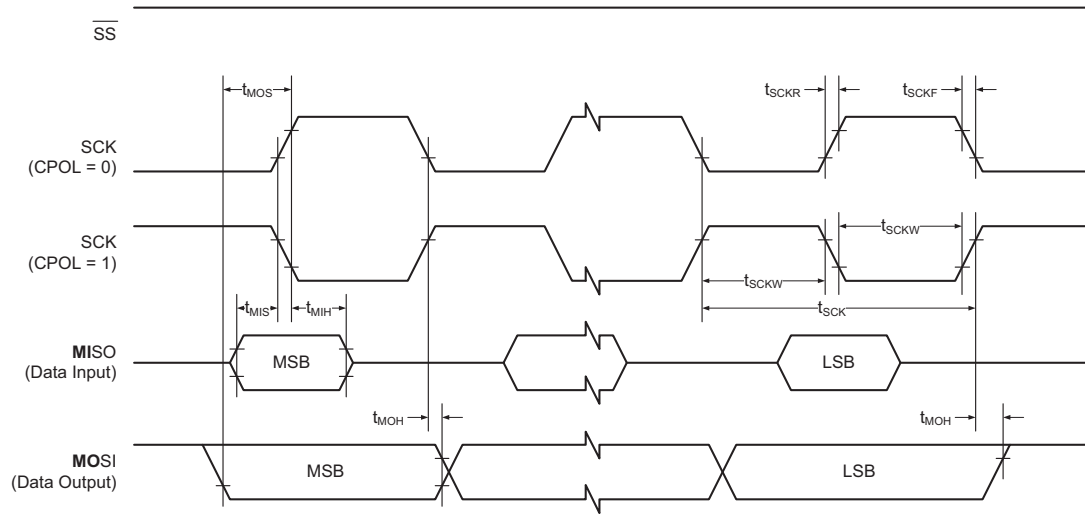 SS
tMOS
tSCKR
tSCKF
SCK
(CPOL = 0)
SCK
(CPOL = 1)
tSCKW
tSCKW
tMIS
tMIH
tSCK
MISO
(Data Input)
MSB
LSB
tMOH
tMOH
MOSI
(Data Output)
MSB
LSB